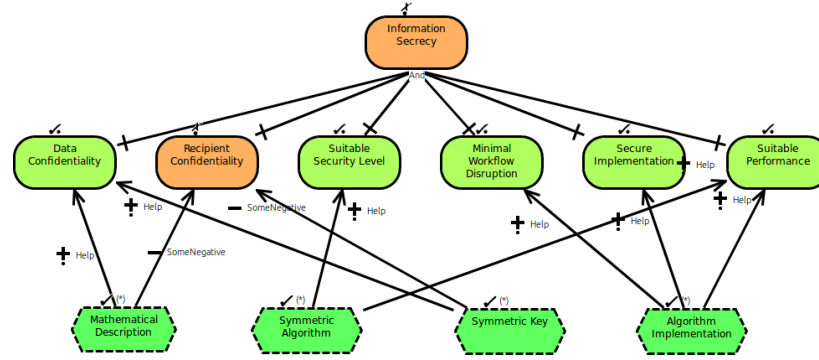 Information
Secrecy
And
Data
Confidentiality
Recipient
Confidentiality
Suitable
Security Level
Minimal
Workflow
Disruption
Secure
Implementation
Help
Suitable
Performance
Help
SomeNegative
Help
Help
Help
Help
Help
SomeNegative
(*)
(*)
(*)
(*)
Mathematical
Description
Symmetric
Algorithm
Symmetric Key
Algorithm
Implementation